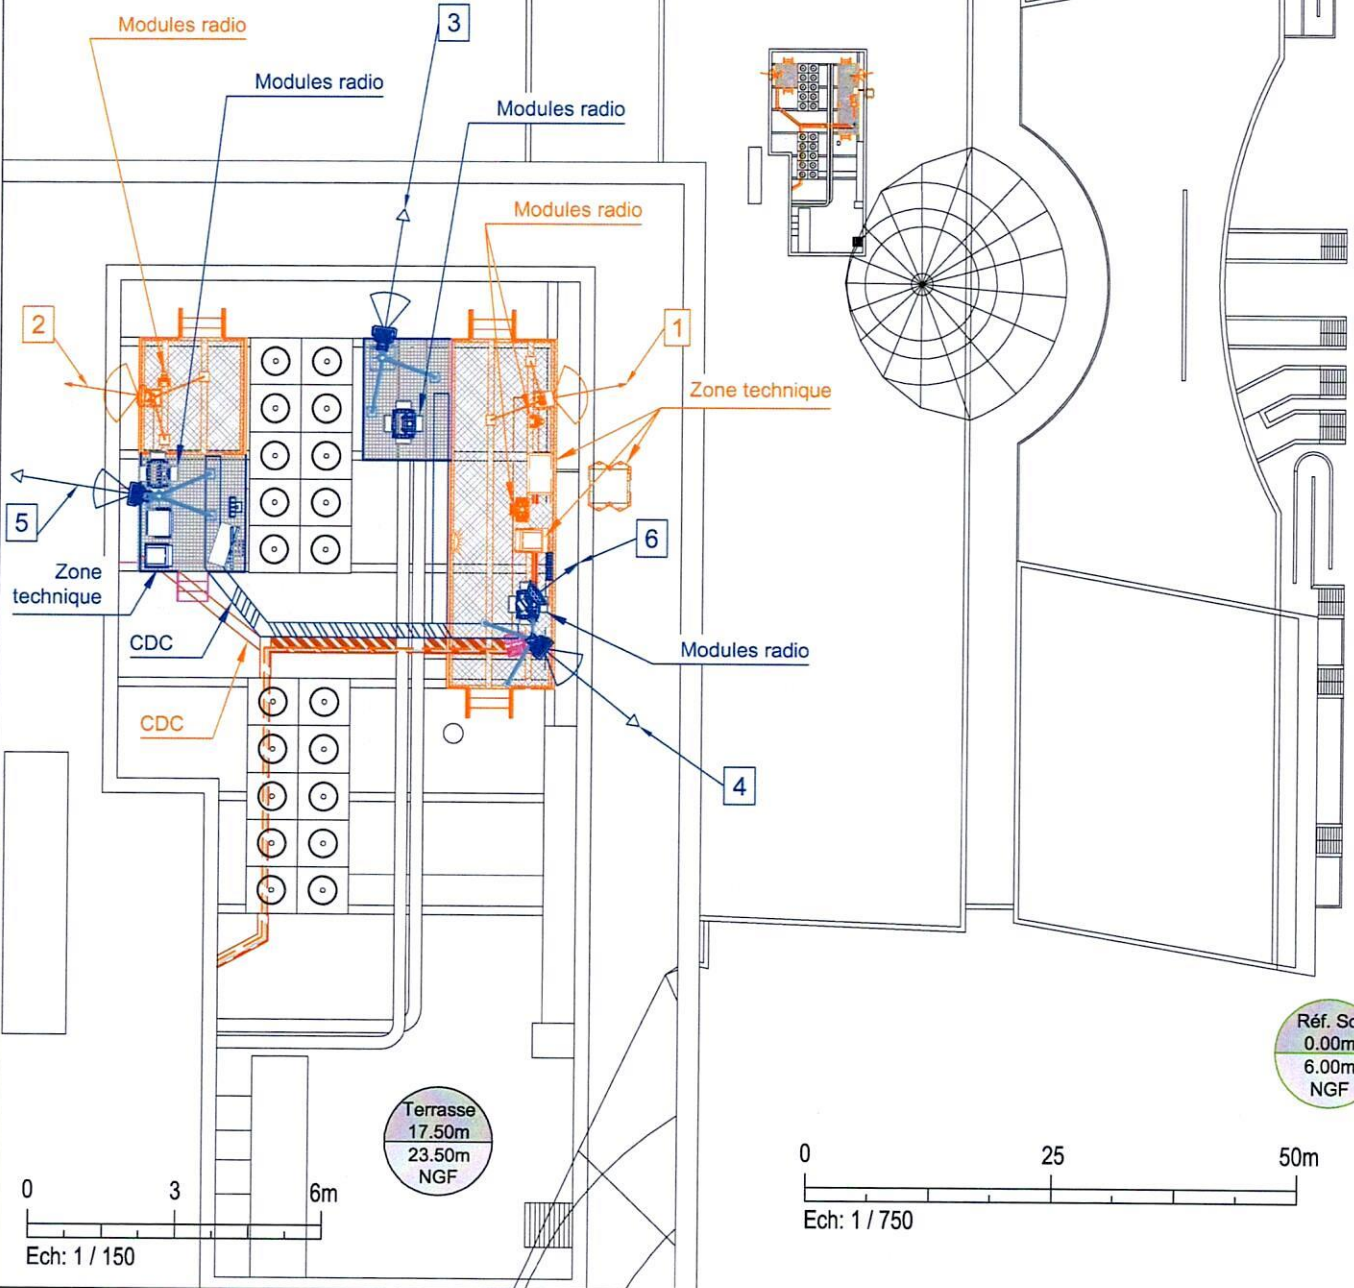 Modules radio
3
Modules radio
Modules radio
Modules radio
2
1
Zone technique
5
6
Zone
technique
CDC
Modules radio
CDC
4
Réf. So
0.00m
6.00m
NGF
Terrasse
17.50m
23.50m
NGF
0 3 6m
Ech: 1 / 150
0 25 50m
Ech: 1 / 750